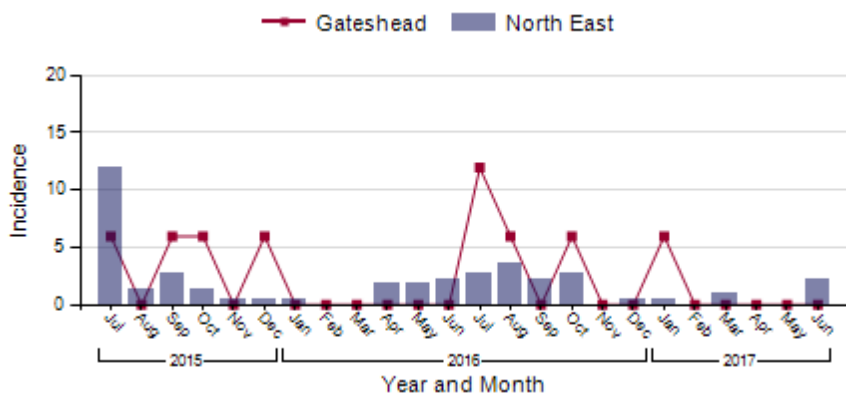 Gateshead North East
20
15
10
5
0
Incidence
Jul Aug Sep Oct Nov Dec Jan Feb Mar Apr May Jun Jul Aug Sep Oct Nov Dec Jan Feb Mar Apr May Jun
2015 2016 2017
Year and Month